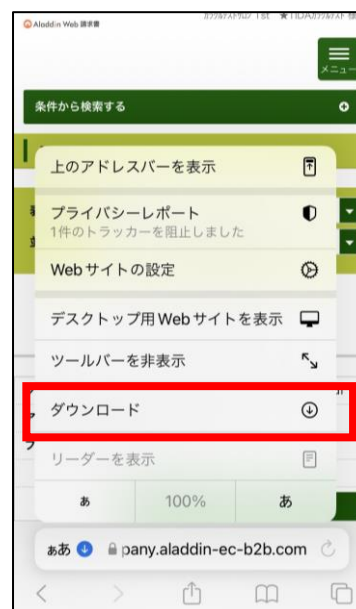 Aladdin Web 請求書
メニュー
条件から検索する
上のアドレスバーを表示
プライバシーレポート
1件のトラッカーを阻止しました
Webサイトの設定
デスクトップ用Webサイトを表示
ツールバーを非表示
ダウンロード
リーダーを表示
あ 100% あ
ああ pany.aladdin-ec-b2b.com